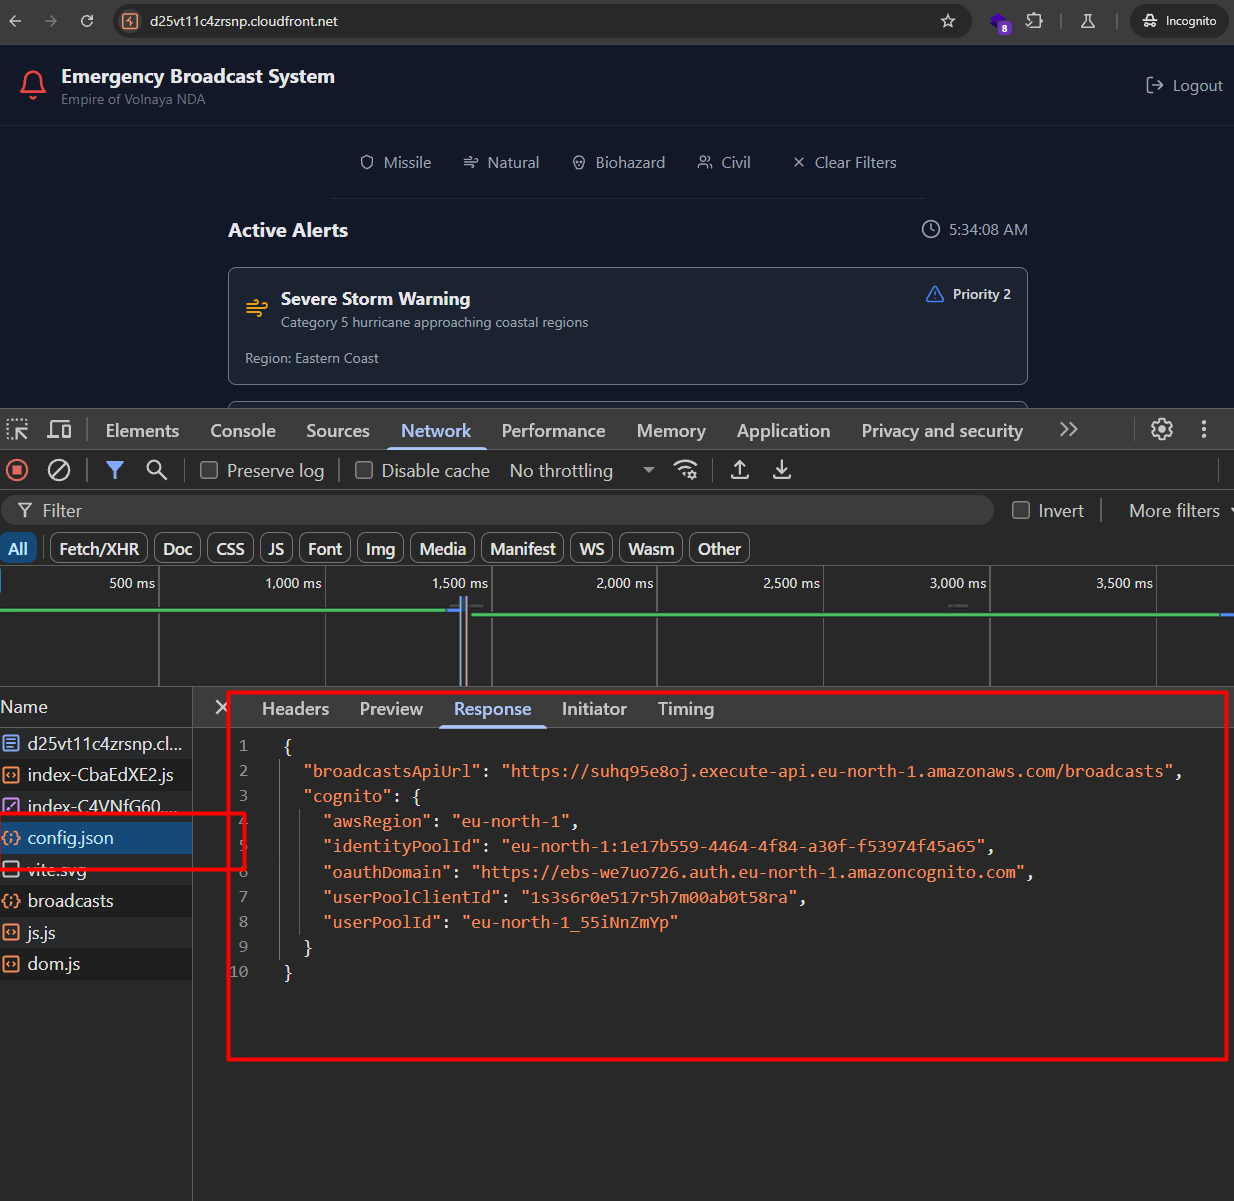 d25vt11c4zrsnp.cloudfront.net
8
Incognito
Emergency Broadcast System
Empire of Volnaya NDA
Logout
Missile
Natural
Biohazard
Civil
Clear Filters
Active Alerts
5:34:08 AM
Severe Storm Warning
Priority 2
Category 5 hurricane approaching coastal regions
Region: Eastern Coast
Elements Console Sources Network Performance Memory Application Privacy and security
Preserve log Disable cache No throttling
Filter Invert More filters
All Fetch/XHR Doc CSS JS Font Img Media Manifest WS Wasm Other
500 ms 1,000 ms 1,500 ms 2,000 ms 2,500 ms 3,000 ms 3,500 ms
Name
d25vt11c4zrsnp.cl...
index-CbaEdXE2.js
index-C4VNfG60....
config.json
vite.svg
broadcasts
js.js
dom.js
Headers Preview Response Initiator Timing
1 {
2 "broadcastsApiUrl": "https://suhq95e8oj.execute-api.eu-north-1.amazonaws.com/broadcasts",
3 "cognito": {
4 "awsRegion": "eu-north-1",
5 "identityPoolId": "eu-north-1:1e17b559-4464-4f84-a30f-f53974f45a65",
6 "oauthDomain": "https://ebs-we7uo726.auth.eu-north-1.amazoncognito.com",
7 "userPoolClientId": "1s3s6r0e517r5h7m00ab0t58ra",
8 "userPoolId": "eu-north-1_55iNnZmYp"
9 }
10 }